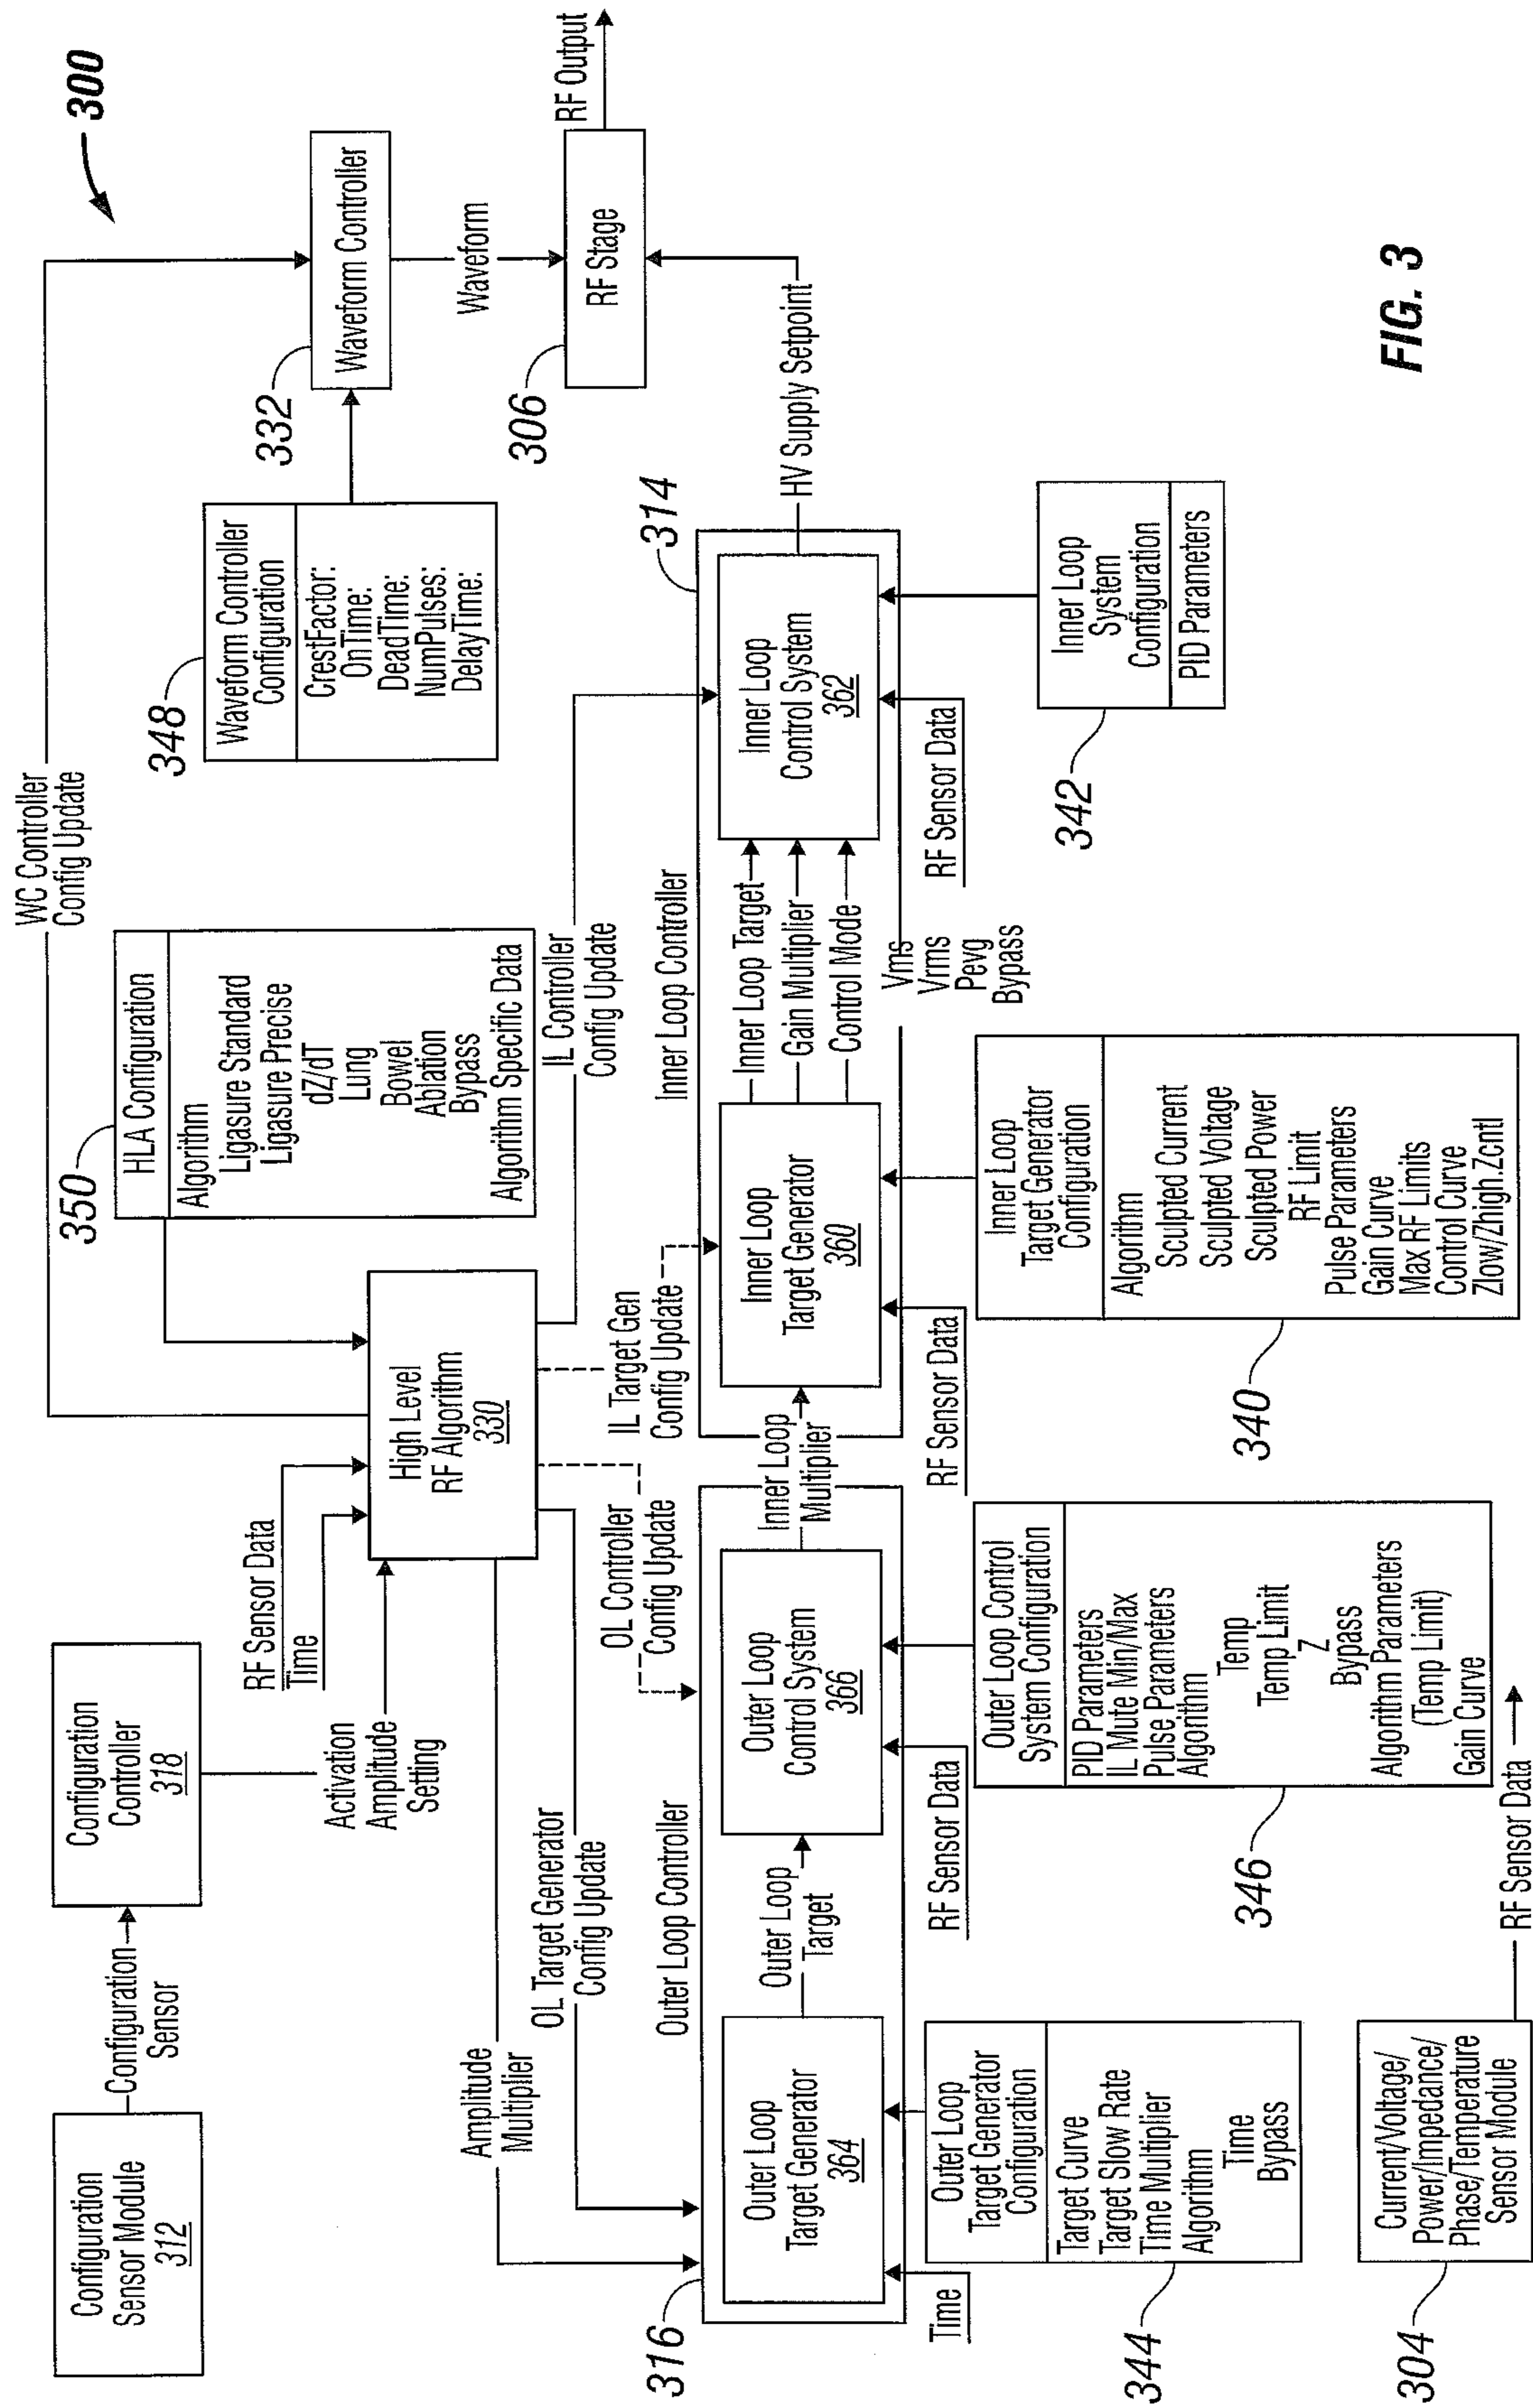 300
Configuration
Sensor Module
312
Configuration
Sensor
Configuration
Controller
318
Activation
Amplitude
Setting
RF Sensor Data
Time
High Level
RF Algorithm
330
350
HLA Configuration
Algorithm
Ligasure Standard
Ligasure Precise
dZ/dT
Lung
Bowel
Ablation
Bypass
Algorithm Specific Data
WC Controller
Config Update
348
Waveform Controller
Configuration
CrestFactor:
OnTime:
DeadTime:
NumPulses:
DelayTime:
332
Waveform Controller
Waveform
306
RF Stage
RF Output
HV Supply Setpoint
Amplitude
Multiplier
OL Target Generator
Config Update
OL Controller
Config Update
IL Target Gen
Config Update
IL Controller
Config Update
316
Outer Loop Controller
Outer Loop
Target Generator
364
Outer Loop
Target
Outer Loop
Control System
366
Inner Loop
Multiplier
314
Inner Loop Controller
Inner Loop
Target Generator
360
Inner Loop Target
Gain Multiplier
Control Mode
Inner Loop
Control System
362
Vms
Vrms
Pevg
Bypass
Time
RF Sensor Data
RF Sensor Data
RF Sensor Data
344
Outer Loop
Target Generator
Configuration
Target Curve
Target Slow Rate
Time Multiplier
Algorithm
Time
Bypass
346
Outer Loop Control
System Configuration
PID Parameters
IL Mute Min/Max
Pulse Parameters
Algorithm
Temp
Temp Limit
Z
Bypass
Algorithm Parameters
(Temp Limit)
Gain Curve
340
Inner Loop
Target Generator
Configuration
Algorithm
Sculpted Current
Sculpted Voltage
Sculpted Power
RF Limit
Pulse Parameters
Gain Curve
Max RF Limits
Control Curve
Zlow/Zhigh.Zcntl
342
Inner Loop
System
Configuration
PID Parameters
304
Current/Voltage/
Power/Impedance/
Phase/Temperature
Sensor Module
RF Sensor Data
FIG. 3